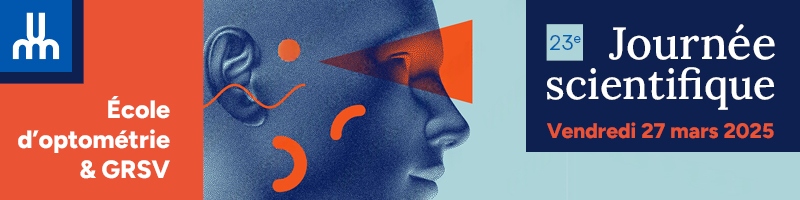 École
d’optométrie
& GRSV
23e
Journée
scientifique
Vendredi 27 mars 2025